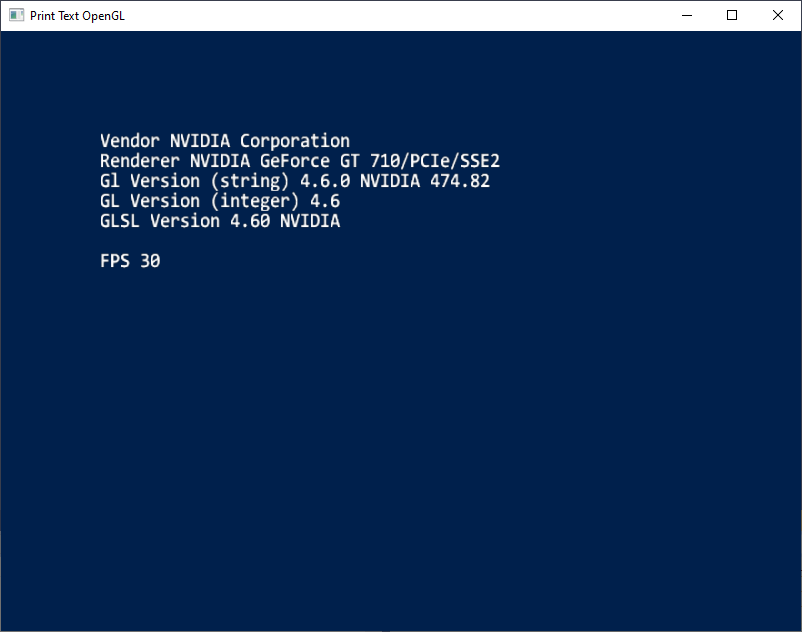 Print Text OpenGL
Vendor NVIDIA Corporation
Renderer NVIDIA GeForce GT 710/PCIe/SSE2
Gl Version (string) 4.6.0 NVIDIA 474.82
GL Version (integer) 4.6
GLSL Version 4.60 NVIDIA
FPS 30